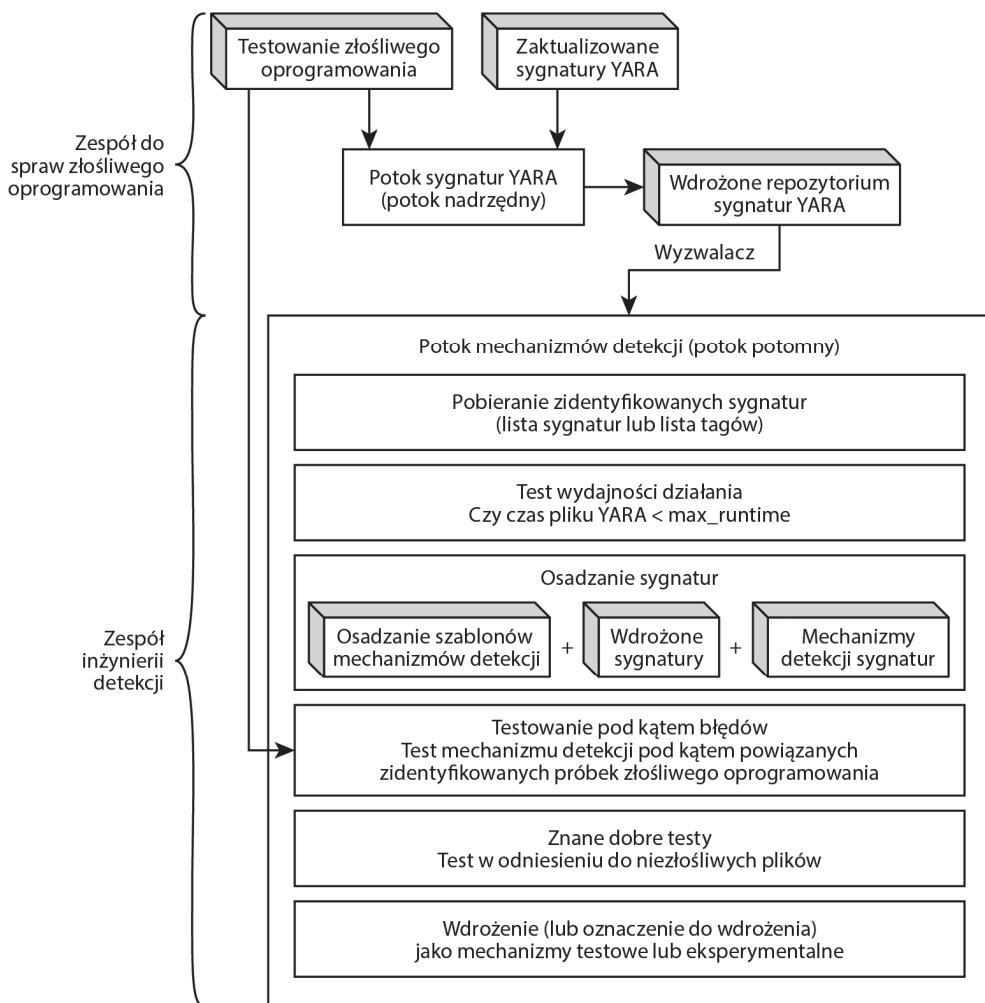 Testowanie złośliwego
oprogramowania
Zaktualizowane
sygnatury YARA
Zespół do
spraw złośliwego
oprogramowania
Potok sygnatur YARA
(potok nadrzędny)
Wdrożone repozytorium
sygnatur YARA
Wyzwalacz
Potok mechanizmów detekcji (potok potomny)
Pobieranie zidentyfikowanych sygnatur
(lista sygnatur lub lista tagów)
Test wydajności działania
Czy czas pliku YARA < max_runtime
Osadzanie sygnatur
Osadzanie szablonów
mechanizmów detekcji
+
Wdrożone
sygnatury
+
Mechanizmy
detekcji sygnatur
Zespół
inżynierii
detekcji
Testowanie pod kątem błędów
Test mechanizmu detekcji pod kątem powiązanych
zidentyfikowanych próbek złośliwego oprogramowania
Znane dobre testy
Test w odniesieniu do niezłośliwych plików
Wdrożenie (lub oznaczenie do wdrożenia)
jako mechanizmy testowe lub eksperymentalne